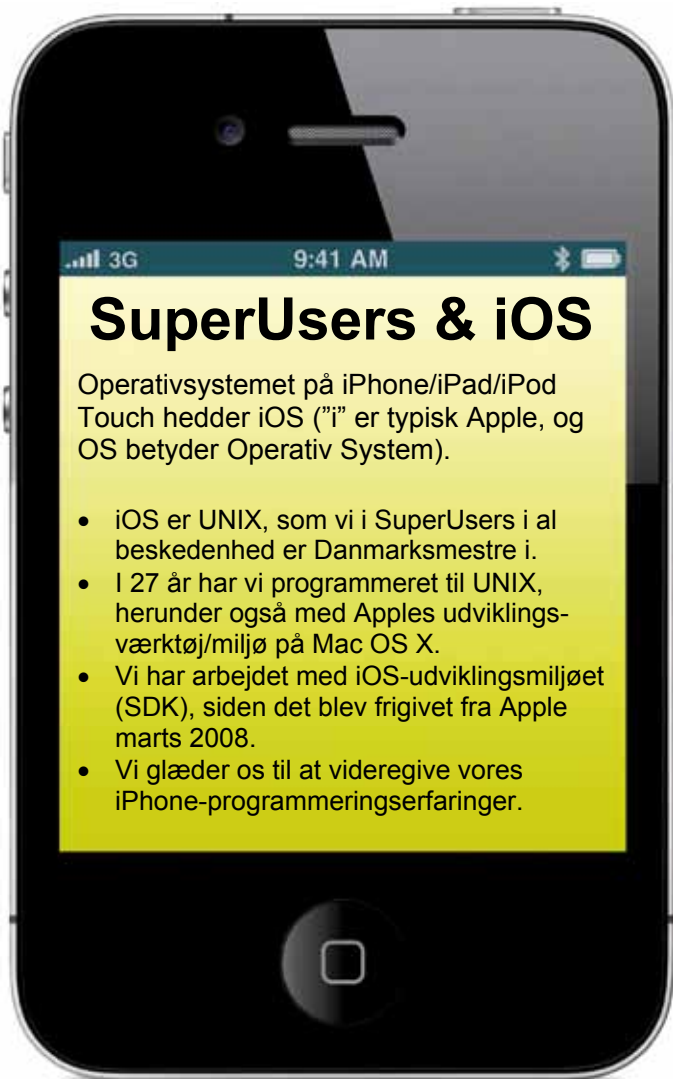 3G 9:41 AM
SuperUsers & iOS
Operativsystemet på iPhone/iPad/iPod
Touch hedder iOS (”i” er typisk Apple, og
OS betyder Operativ System).
• iOS er UNIX, som vi i SuperUsers i al
beskedenhed er Danmarksmestre i.
• I 27 år har vi programmeret til UNIX,
herunder også med Apples udviklings-
værktøj/miljø på Mac OS X.
• Vi har arbejdet med iOS-udviklingsmiljøet
(SDK), siden det blev frigivet fra Apple
marts 2008.
• Vi glæder os til at videregive vores
iPhone-programmeringserfaringer.